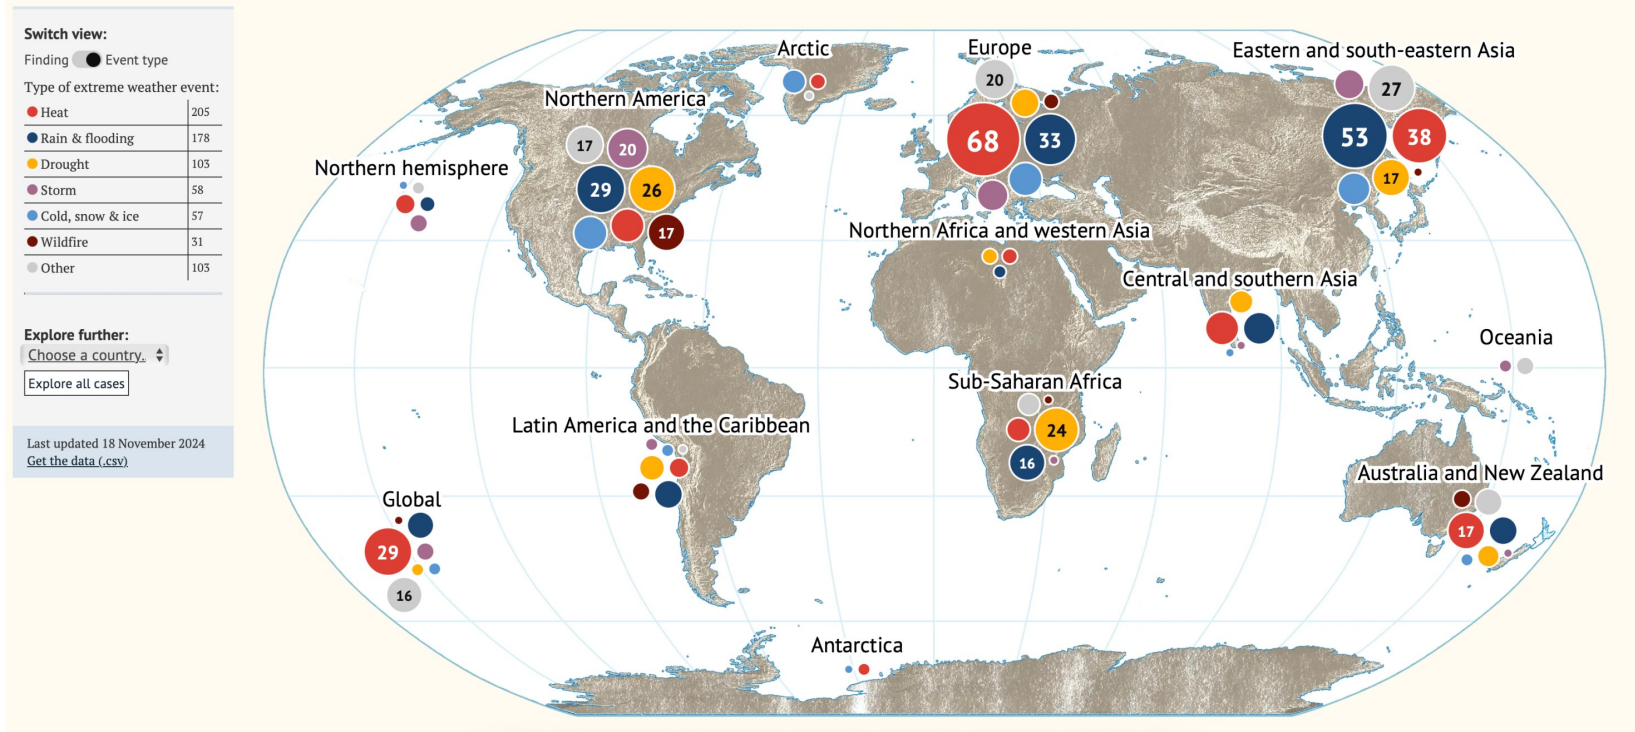 Switch view:
Finding Event type
Type of extreme weather event:
Heat 205
Rain & flooding 178
Drought 103
Storm 58
Cold, snow & ice 57
Wildfire 31
Other 103
Explore further:
Choose a country..
Explore all cases
Last updated 18 November 2024
Get the data (.csv)
Arctic
Europe
20
68
33
Eastern and south-eastern Asia
27
53
38
17
Northern America
17
20
29
26
17
Northern hemisphere
Northern Africa and western Asia
Central and southern Asia
Oceania
Sub-Saharan Africa
24
16
Latin America and the Caribbean
Australia and New Zealand
17
Global
29
16
Antarctica